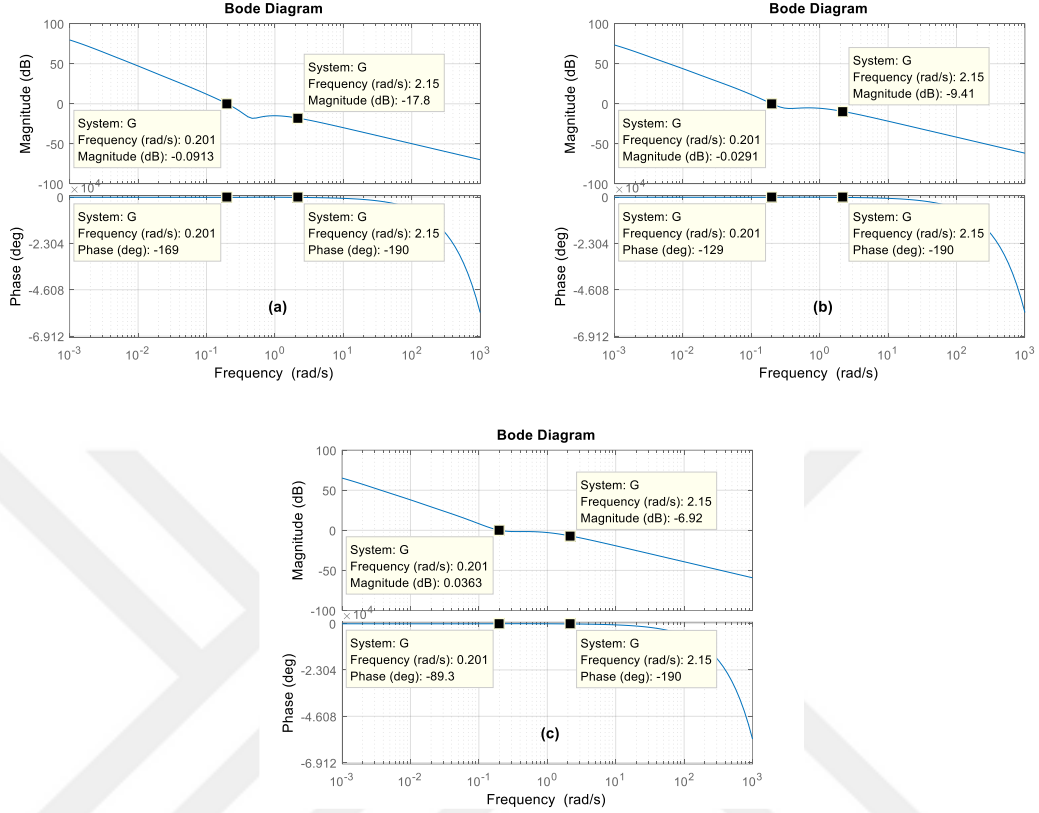 Bode Diagram
Magnitude (dB)
100
50
0
-50
-100
System: G
Frequency (rad/s): 2.15
Magnitude (dB): -17.8
System: G
Frequency (rad/s): 0.201
Magnitude (dB): -0.0913
×10⁴
Phase (deg)
0
-2.304
-4.608
-6.912
System: G
Frequency (rad/s): 0.201
Phase (deg): -169
System: G
Frequency (rad/s): 2.15
Phase (deg): -190
(a)
10⁻³ 10⁻² 10⁻¹ 10⁰ 10¹ 10² 10³
Frequency (rad/s)
Bode Diagram
Magnitude (dB)
100
50
0
-50
-100
System: G
Frequency (rad/s): 2.15
Magnitude (dB): -9.41
System: G
Frequency (rad/s): 0.201
Magnitude (dB): -0.0291
×10⁴
Phase (deg)
0
-2.304
-4.608
-6.912
System: G
Frequency (rad/s): 0.201
Phase (deg): -129
System: G
Frequency (rad/s): 2.15
Phase (deg): -190
(b)
10⁻³ 10⁻² 10⁻¹ 10⁰ 10¹ 10² 10³
Frequency (rad/s)
Bode Diagram
Magnitude (dB)
100
50
0
-50
-100
System: G
Frequency (rad/s): 2.15
Magnitude (dB): -6.92
System: G
Frequency (rad/s): 0.201
Magnitude (dB): 0.0363
×10⁴
Phase (deg)
0
-2.304
-4.608
-6.912
System: G
Frequency (rad/s): 0.201
Phase (deg): -89.3
System: G
Frequency (rad/s): 2.15
Phase (deg): -190
(c)
10⁻³ 10⁻² 10⁻¹ 10⁰ 10¹ 10² 10³
Frequency (rad/s)